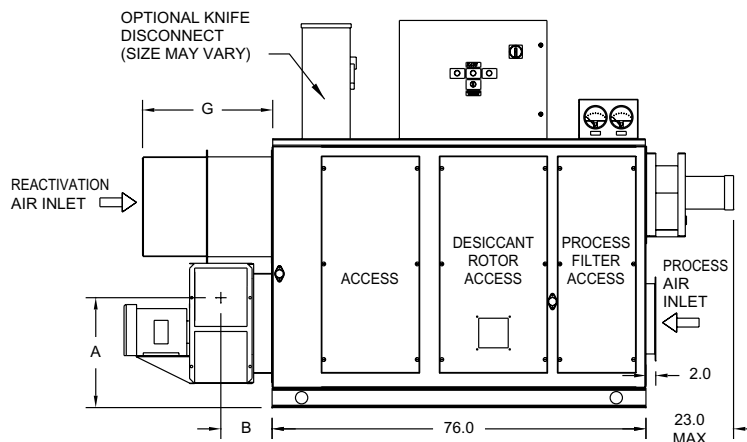 OPTIONAL KNIFE
DISCONNECT
(SIZE MAY VARY)
G
REACTIVATION
AIR INLET
ACCESS
DESICCANT
ROTOR
ACCESS
PROCESS
FILTER
ACCESS
PROCESS
AIR
INLET
A
2.0
B
76.0
23.0
MAX